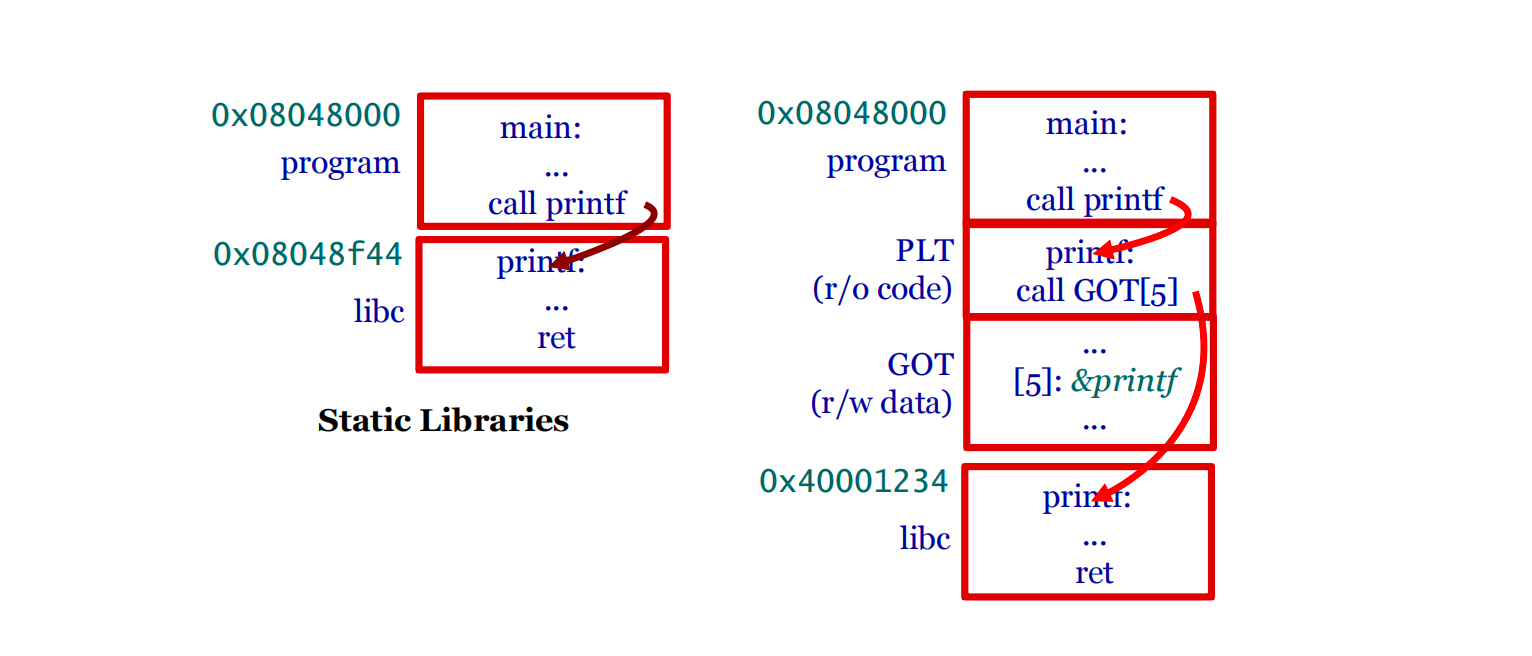 0x08048000
program
main:
...
call printf
0x08048f44
libc
printf:
...
ret
Static Libraries
0x08048000
program
main:
...
call printf
PLT
(r/o code)
printf:
call GOT[5]
GOT
(r/w data)
...
[5]: &printf
...
0x40001234
libc
printf:
...
ret